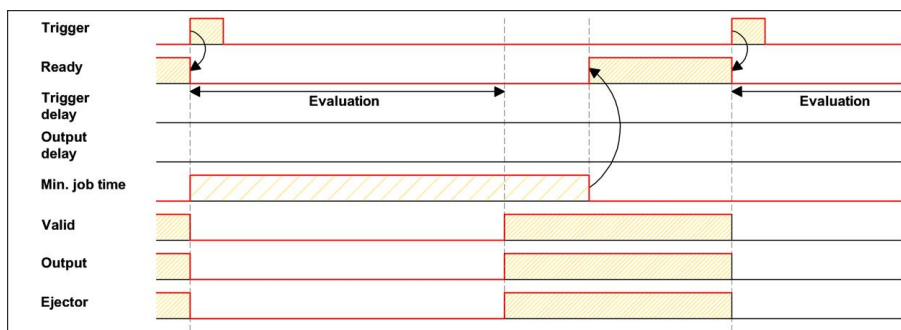 Trigger
Ready
Evaluation
Evaluation
Trigger
delay
Output
delay
Min. job time
Valid
Output
Ejector